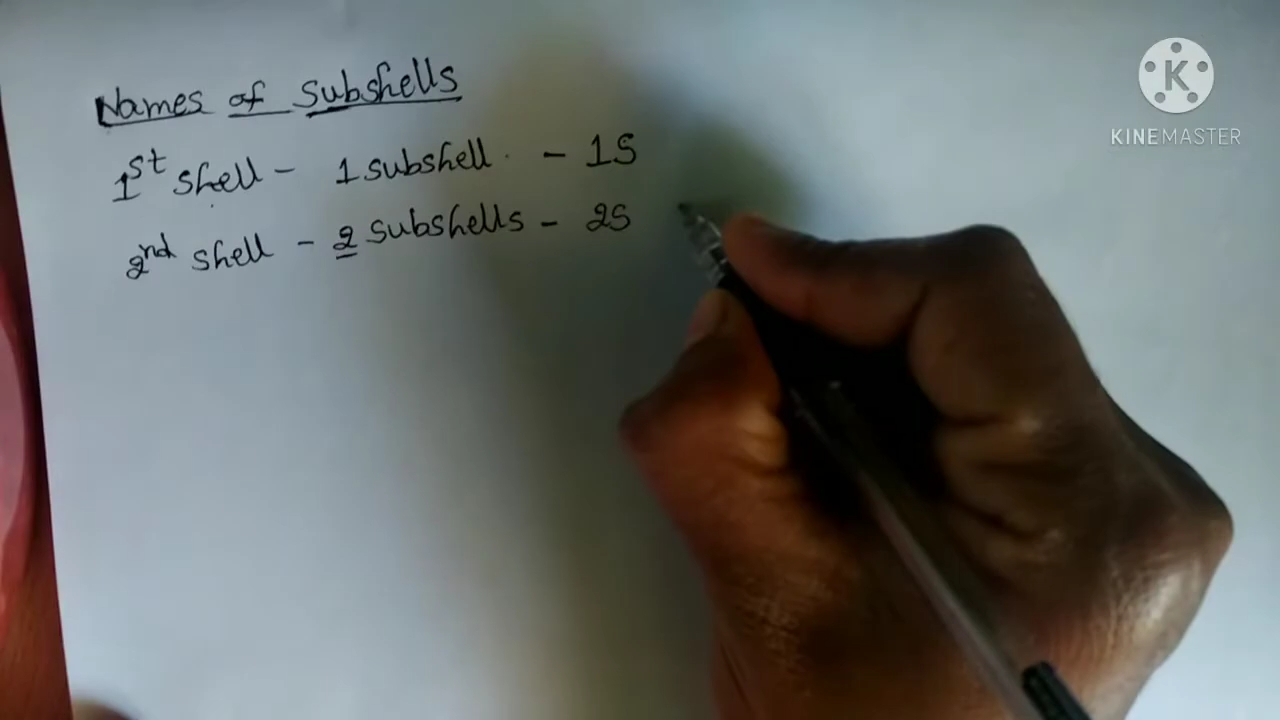 Names of Subshells
1st shell - 1 subshell - 1S
2nd shell - 2 subshells - 2S
K
KINEMASTER